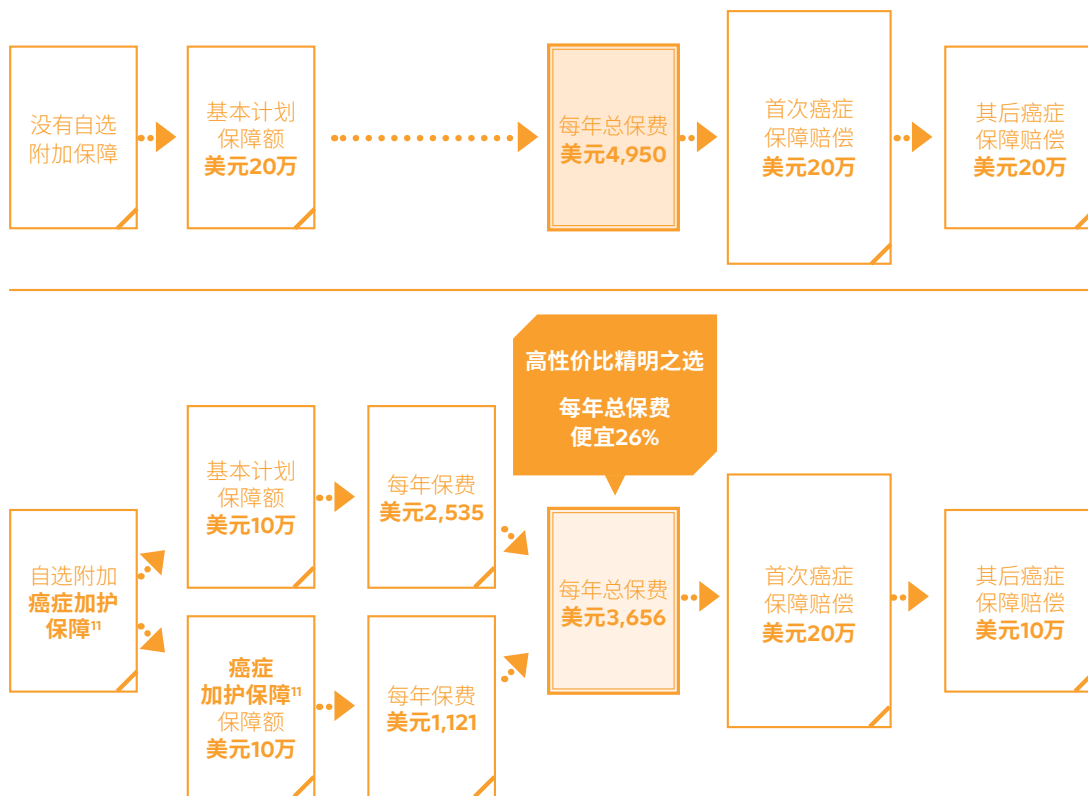 没有自选
附加保障
基本计划
保障额
美元20万
每年总保费
美元4,950
首次癌症
保障赔偿
美元20万
其后癌症
保障赔偿
美元20万
高性价比精明之选
每年总保费
便宜26%
自选附加
癌症加护
保障¹¹
基本计划
保障额
美元10万
每年保费
美元2,535
癌症
加护保障¹¹
保障额
美元10万
每年保费
美元1,121
每年总保费
美元3,656
首次癌症
保障赔偿
美元20万
其后癌症
保障赔偿
美元10万